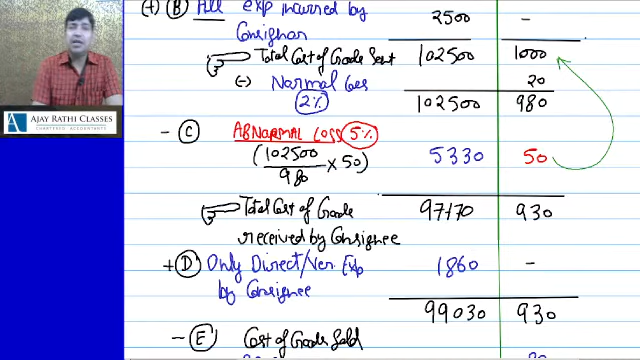 (+) (B) All exp incurred by 2500 -
Consignor
Total Cost of Goods Sent 102500 1000
(-) Normal Loss 20
2% 102500 980
AJAY RATHI CLASSES
CHARTERED ACCOUNTANTS
- (C) ABNormal Loss 5%
(102500/980 × 50) 5330 50
Total Cost of Goods 97170 930
received by Consignee
+ (D) Only Direct/Ven. Exp 1860 -
by Consignee
99030 930
- (E) Cost of Goods Sold